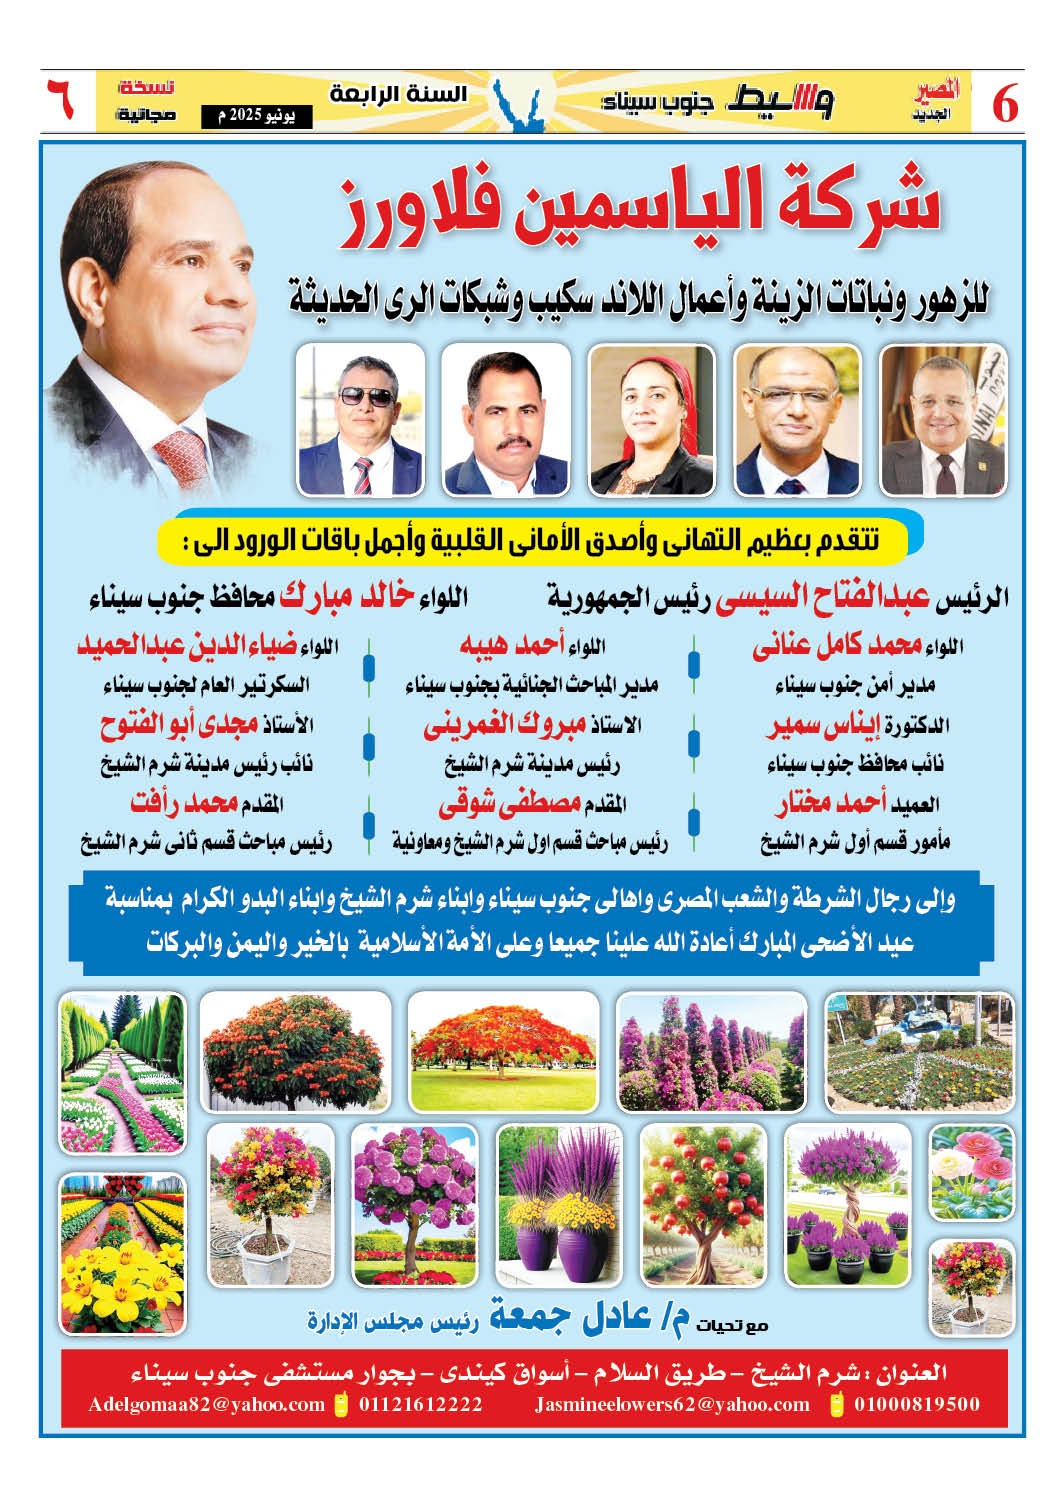 6
المصير
الجديد
وسيط جنوب سيناء
السنة الرابعة
يونيو 2025 م
نسخة
مجانية
٦
شركة الياسمين فلاورز
للزهور ونباتات الزينة وأعمال اللاند سكيب وشبكات الرى الحديثة
تتقدم بعظيم التهانى وأصدق الأمانى القلبية وأجمل باقات الورود الى :
الرئيس عبدالفتاح السيسى رئيس الجمهورية
اللواء خالد مبارك محافظ جنوب سيناء
اللواء محمد كامل عنانى
مدير أمن جنوب سيناء
اللواء أحمد هيبه
مدير المباحث الجنائية بجنوب سيناء
اللواء ضياء الدين عبدالحميد
السكرتير العام لجنوب سيناء
الدكتورة إيناس سمير
نائب محافظ جنوب سيناء
الاستاذ مبروك الغمرينى
رئيس مدينة شرم الشيخ
الأستاذ مجدى أبو الفتوح
نائب رئيس مدينة شرم الشيخ
العميد أحمد مختار
مأمور قسم أول شرم الشيخ
المقدم مصطفى شوقى
رئيس مباحث قسم اول شرم الشيخ ومعاونية
المقدم محمد رأفت
رئيس مباحث قسم ثانى شرم الشيخ
وإلى رجال الشرطة والشعب المصرى واهالى جنوب سيناء وابناء شرم الشيخ وابناء البدو الكرام بمناسبة
عيد الأضحى المبارك أعادة الله علينا جميعا وعلى الأمة الأسلامية بالخير واليمن والبركات
مع تحيات م/ عادل جمعة رئيس مجلس الإدارة
العنوان : شرم الشيخ - طريق السلام - أسواق كيندى - بجوار مستشفى جنوب سيناء
Adelgomaa82@yahoo.com 01121612222 Jasmineelowers62@yahoo.com 01000819500